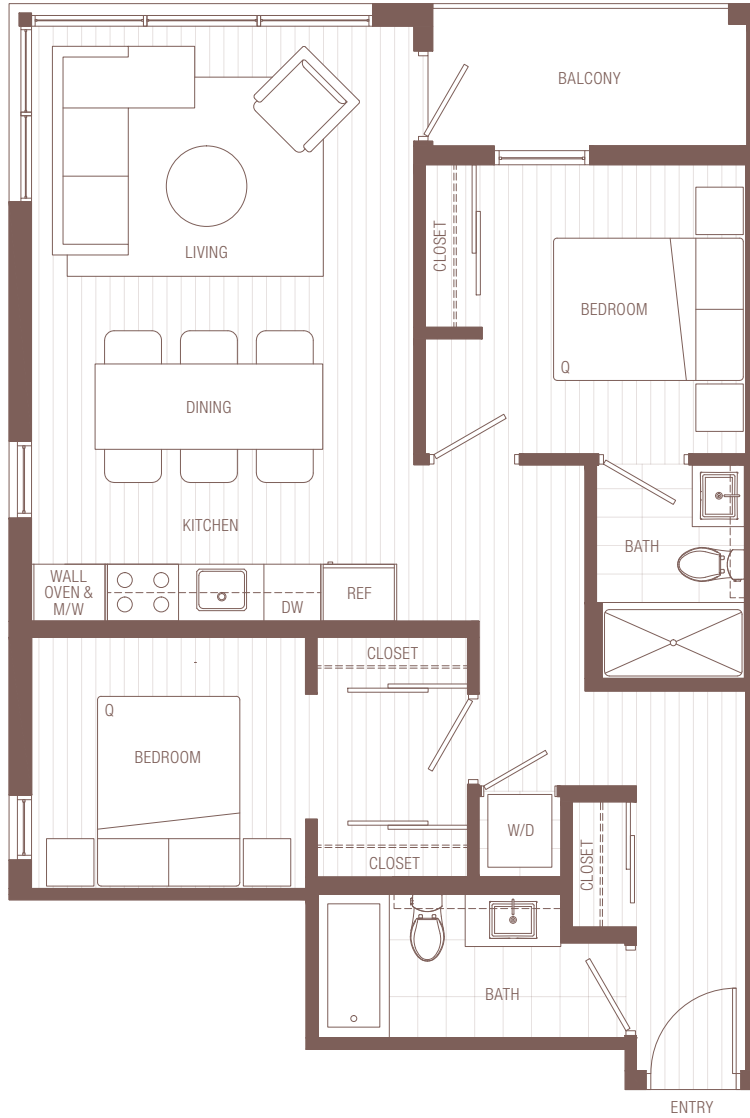 BALCONY
CLOSET
LIVING
BEDROOM
Q
DINING
KITCHEN
BATH
WALL
OVEN &
M/W
DW
REF
CLOSET
Q
BEDROOM
W/D
CLOSET
CLOSET
BATH
ENTRY